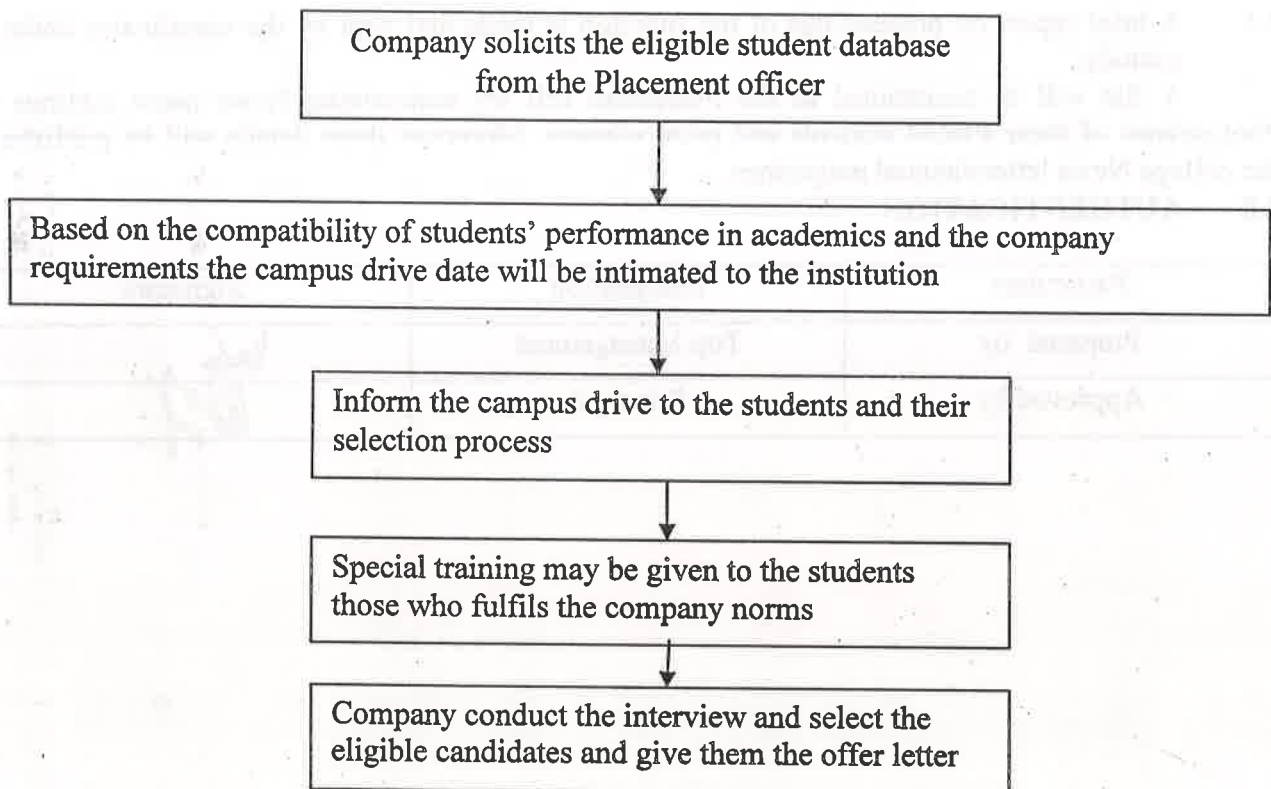 Company solicits the eligible student database
from the Placement officer
Based on the compatibility of students' performance in academics and the company
requirements the campus drive date will be intimated to the institution
Inform the campus drive to the students and their
selection process
Special training may be given to the students
those who fulfils the company norms
Company conduct the interview and select the
eligible candidates and give them the offer letter